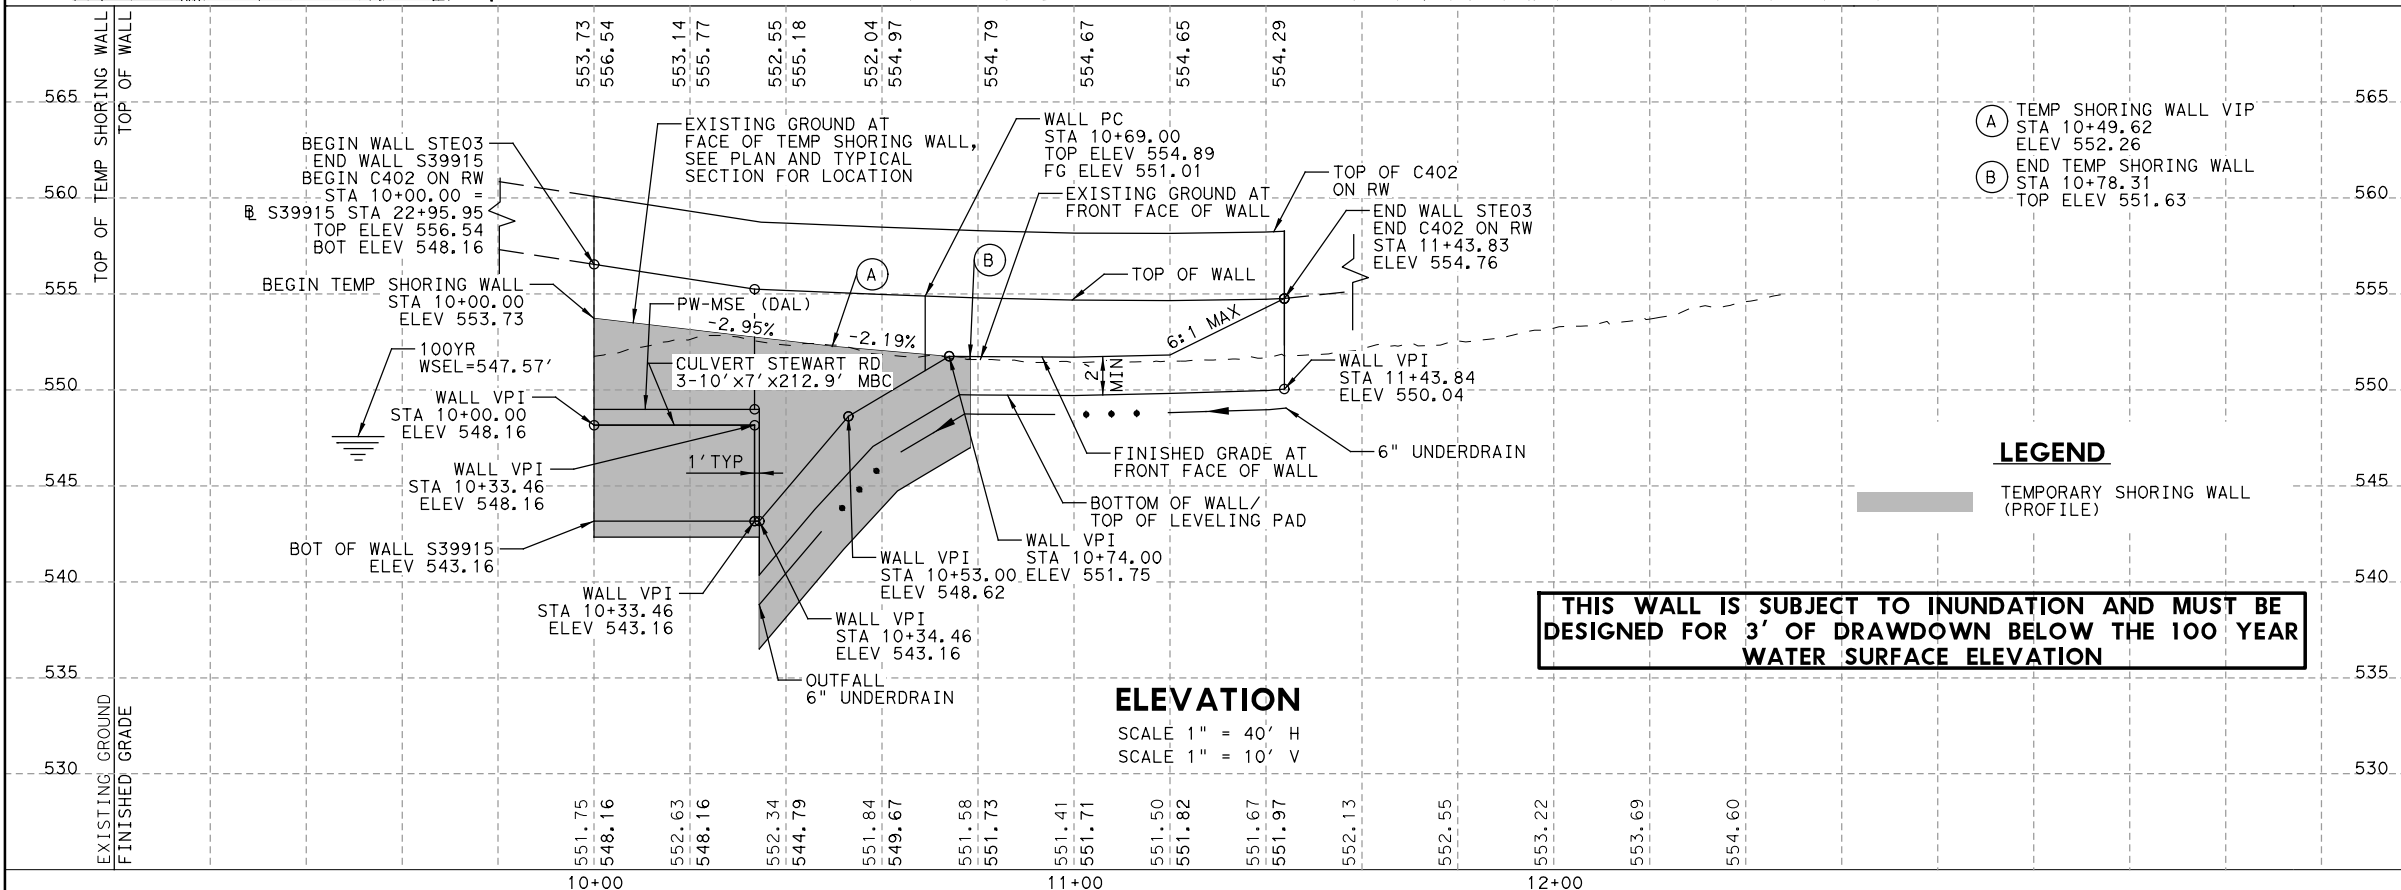 TOP OF TEMP SHORING WALL
TOP OF WALL
553.73
556.54
553.14
555.77
552.55
555.18
552.04
554.97
554.79
554.67
554.65
554.29
565
565
560
560
555
555
550
550
545
545
540
540
535
535
530
530
BEGIN WALL STE03
END WALL S39915
BEGIN C402 ON RW
STA 10+00.00 =
BL S39915 STA 22+95.95
TOP ELEV 556.54
BOT ELEV 548.16
BEGIN TEMP SHORING WALL
STA 10+00.00
ELEV 553.73
100YR
WSEL=547.57'
WALL VPI
STA 10+00.00
ELEV 548.16
WALL VPI
STA 10+33.46
ELEV 548.16
BOT OF WALL S39915
ELEV 543.16
WALL VPI
STA 10+33.46
ELEV 543.16
EXISTING GROUND AT
FACE OF TEMP SHORING WALL,
SEE PLAN AND TYPICAL
SECTION FOR LOCATION
PW-MSE (DAL)
-2.95%
-2.19%
A
B
CULVERT STEWART RD
3-10'x7'x212.9' MBC
1' TYP
WALL PC
STA 10+69.00
TOP ELEV 554.89
FG ELEV 551.01
EXISTING GROUND AT
FRONT FACE OF WALL
TOP OF WALL
TOP OF C402
ON RW
END WALL STE03
END C402 ON RW
STA 11+43.83
ELEV 554.76
6:1 MAX
2'
MIN
WALL VPI
STA 11+43.84
ELEV 550.04
6" UNDERDRAIN
FINISHED GRADE AT
FRONT FACE OF WALL
BOTTOM OF WALL/
TOP OF LEVELING PAD
WALL VPI
STA 10+74.00
ELEV 551.75
WALL VPI
STA 10+53.00
ELEV 548.62
WALL VPI
STA 10+34.46
ELEV 543.16
OUTFALL
6" UNDERDRAIN
A TEMP SHORING WALL VIP
STA 10+49.62
ELEV 552.26
B END TEMP SHORING WALL
STA 10+78.31
TOP ELEV 551.63
LEGEND
TEMPORARY SHORING WALL
(PROFILE)
THIS WALL IS SUBJECT TO INUNDATION AND MUST BE
DESIGNED FOR 3' OF DRAWDOWN BELOW THE 100 YEAR
WATER SURFACE ELEVATION
ELEVATION
SCALE 1" = 40' H
SCALE 1" = 10' V
EXISTING GROUND
FINISHED GRADE
551.75
548.16
552.63
548.16
552.34
544.79
551.84
549.67
551.58
551.73
551.41
551.71
551.50
551.82
551.67
551.97
552.13
552.55
553.22
553.69
554.60
10+00
11+00
12+00